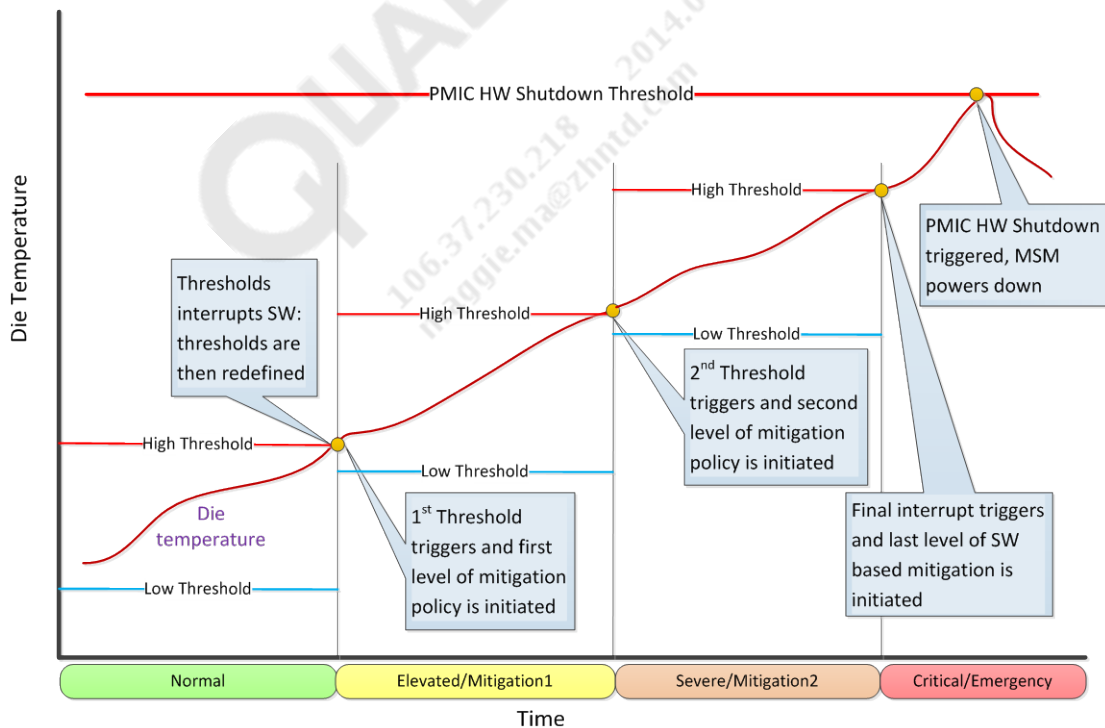 PMIC HW Shutdown Threshold
High Threshold
PMIC HW Shutdown
triggered, MSM
powers down
Thresholds
interrupts SW:
thresholds are
then redefined
High Threshold
Low Threshold
2nd Threshold
triggers and second
level of mitigation
policy is initiated
High Threshold
Low Threshold
Die
temperature
1st Threshold
triggers and first
level of mitigation
policy is initiated
Final interrupt triggers
and last level of SW
based mitigation is
initiated
Low Threshold
Die Temperature
Normal
Elevated/Mitigation1
Severe/Mitigation2
Critical/Emergency
Time
106.37.230.218
maggie.ma@zhntd.com